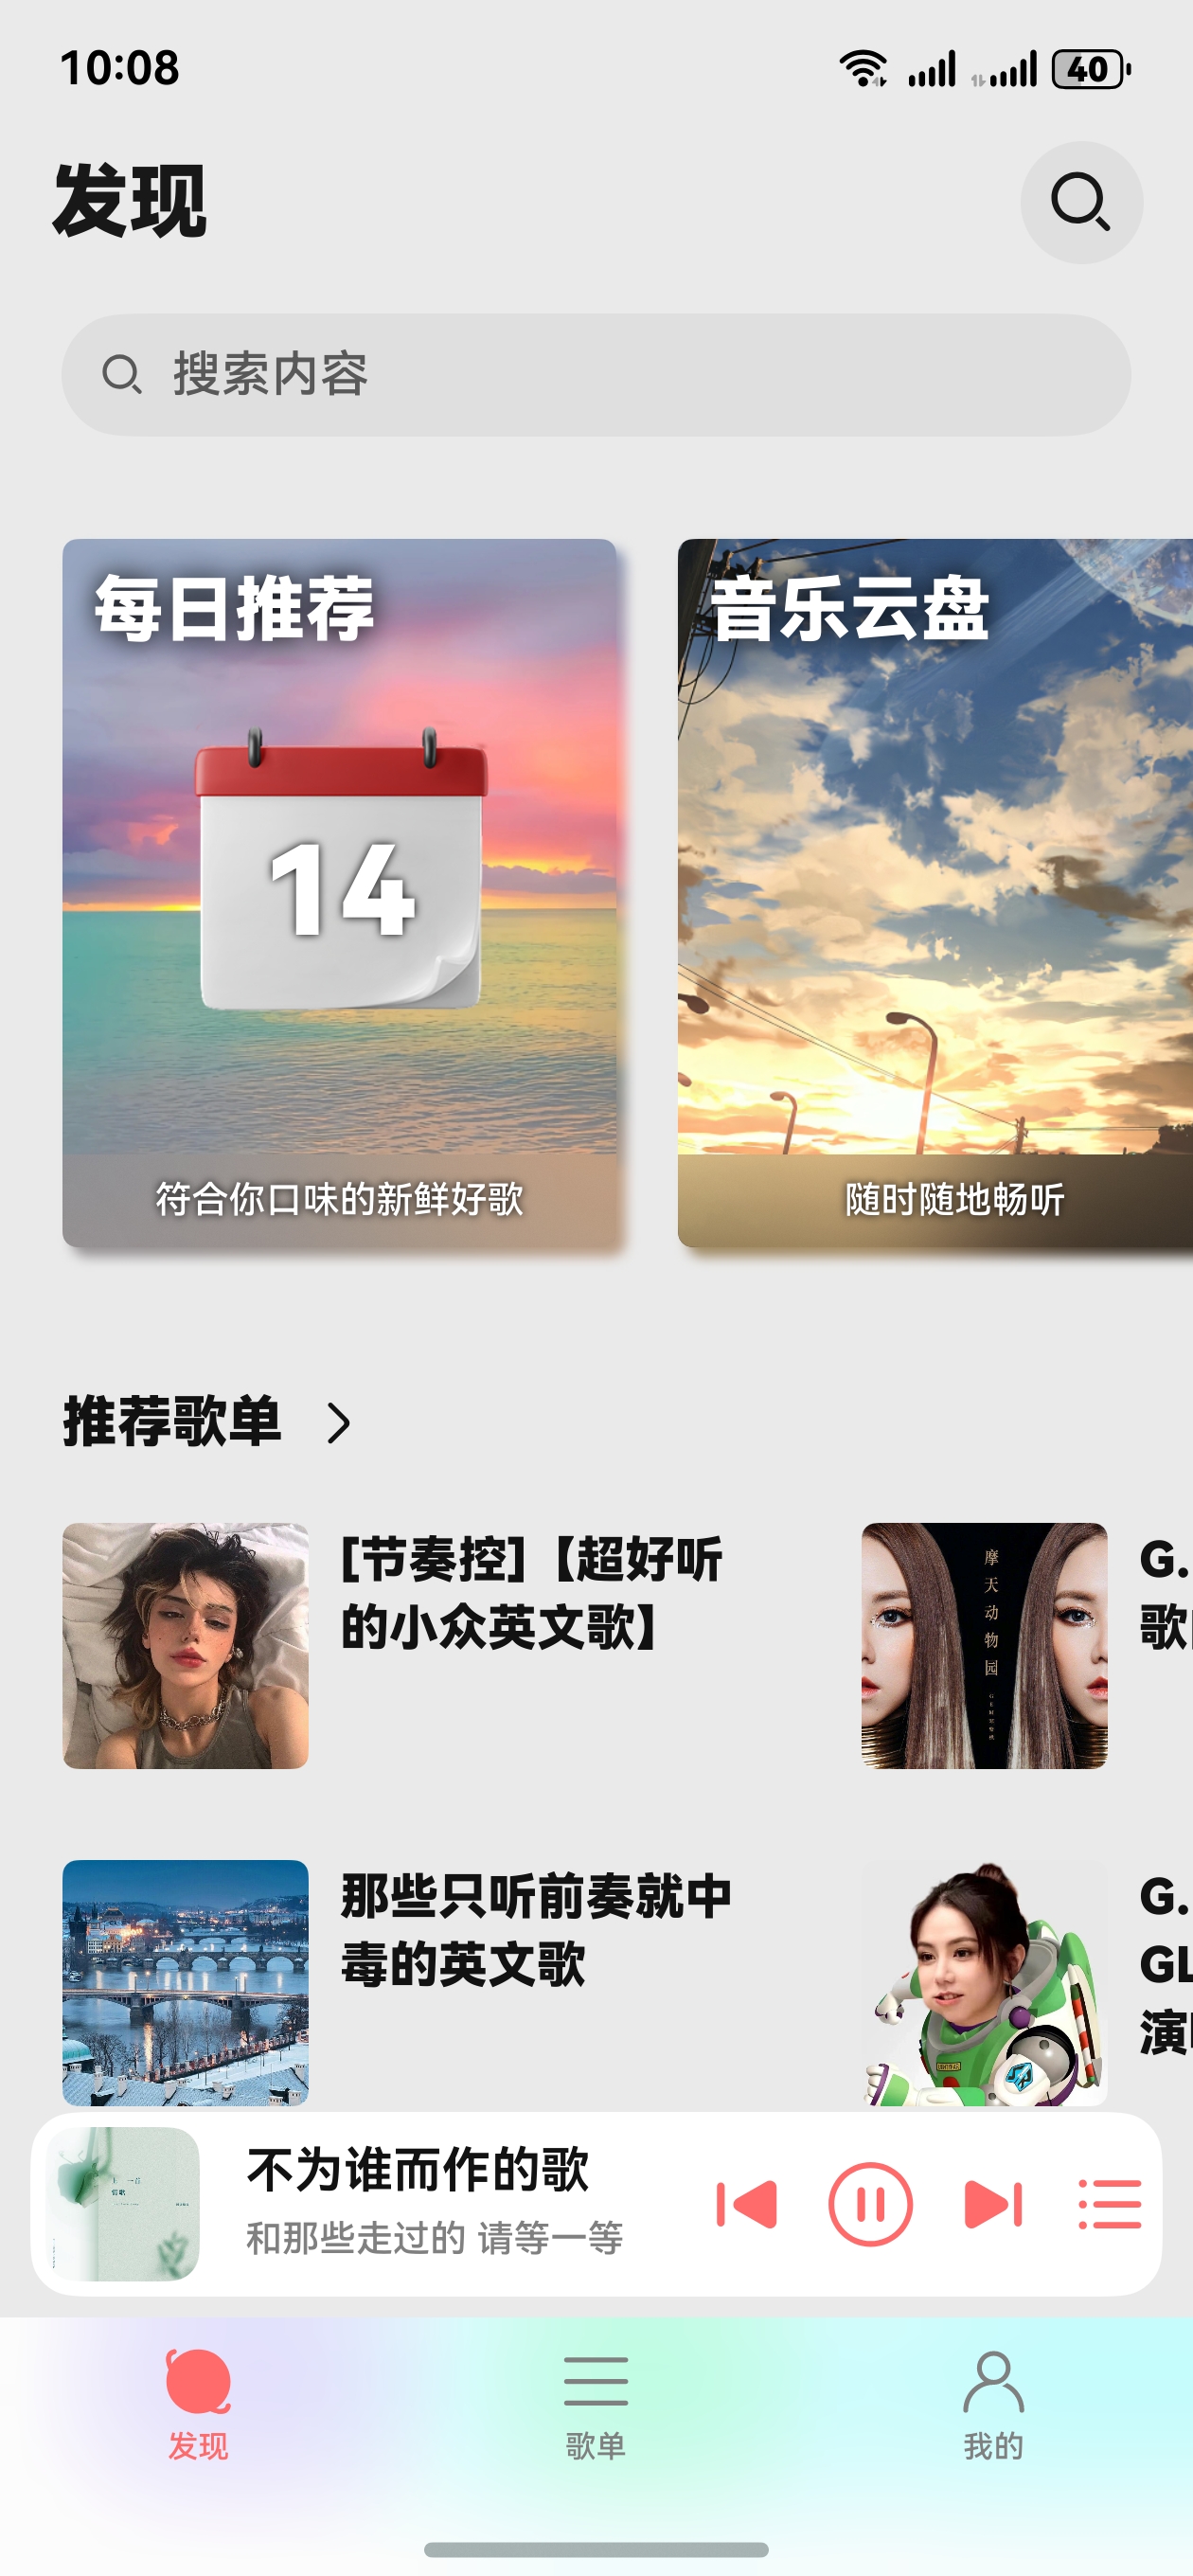 10:08
40
发现
搜索内容
每日推荐
14
符合你口味的新鲜好歌
音乐云盘
随时随地畅听
推荐歌单
[节奏控]【超好听
的小众英文歌】
摩天动物园
G.
歌
那些只听前奏就中
毒的英文歌
G.
GL
演
不为谁而作的歌
和那些走过的 请等一等
发现
歌单
我的